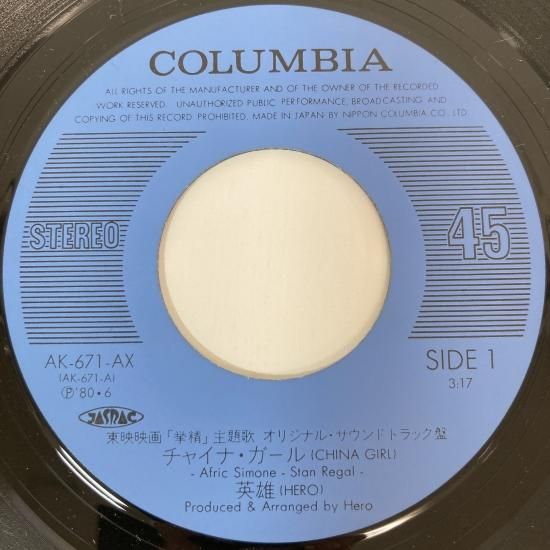 COLUMBIA
ALL RIGHTS OF THE MANUFACTURER AND OF THE OWNER OF THE RECORDED
WORK RESERVED. UNAUTHORIZED PUBLIC PERFORMANCE, BROADCASTING AND
COPYING OF THIS RECORD PROHIBITED. MADE IN JAPAN BY NIPPON COLUMBIA CO., LTD.
STEREO
45
AK-671-AX
(AK-671-A)
Ⓟ'80・6
SIDE 1
3:17
JASRAC
東映映画「挙精」主題歌 オリジナル・サウンドトラック盤
チャイナ・ガール (CHINA GIRL)
- Afric Simone - Stan Regal -
英雄 (HERO)
Produced & Arranged by Hero